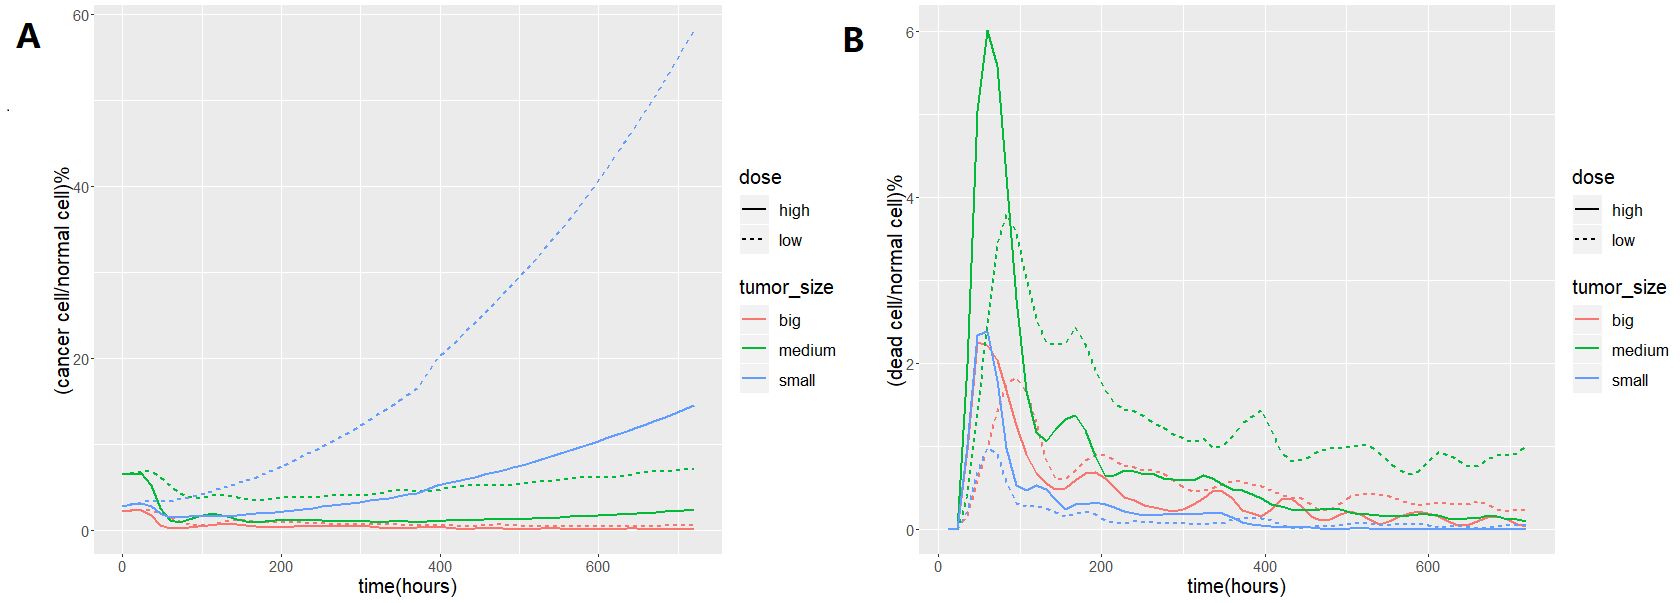 A
60
40
20
0
0 200 400 600
time(hours)
(cancer cell/normal cell)%
dose
high
low
tumor_size
big
medium
small
B
6
4
2
0
0 200 400 600
time(hours)
(dead cell/normal cell)%
dose
high
low
tumor_size
big
medium
small